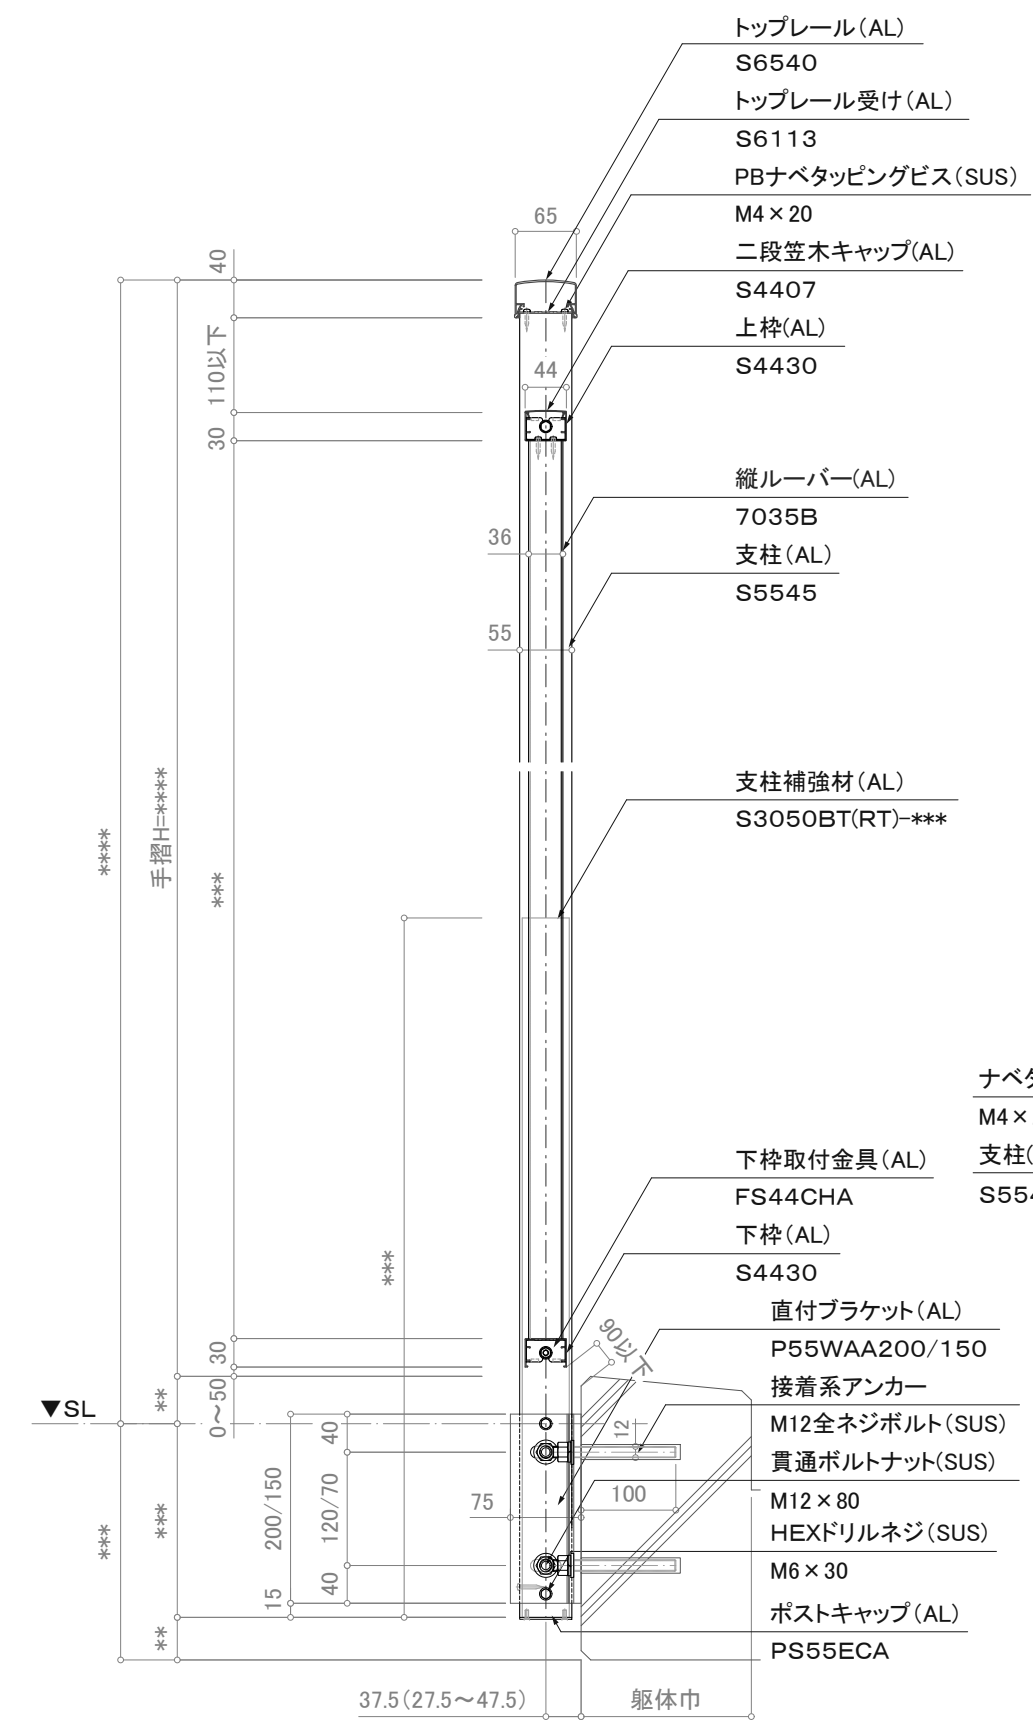 トップレール(AL)
S6540
トップレール受け(AL)
S6113
PBナベタッピングビス(SUS)
M4×20
二段笠木キャップ(AL)
S4407
上枠(AL)
S4430
縦ルーバー(AL)
7035B
支柱(AL)
S5545
支柱補強材(AL)
S3050BT(RT)-***
ナベ
M4×
支柱(
S554
下枠取付金具(AL)
FS44CHA
下枠(AL)
S4430
直付ブラケット(AL)
P55WAA200/150
接着系アンカー
M12全ネジボルト(SUS)
貫通ボルトナット(SUS)
M12×80
HEXドリルネジ(SUS)
M6×30
ポストキャップ(AL)
PS55ECA
65
40
110以下
44
30
36
55
****
手摺H=****
***
***
90以下
30
0～50
**
▼SL
40
12
200/150
120/70
75
100
***
***
40
15
**
37.5(27.5～47.5)
躯体巾